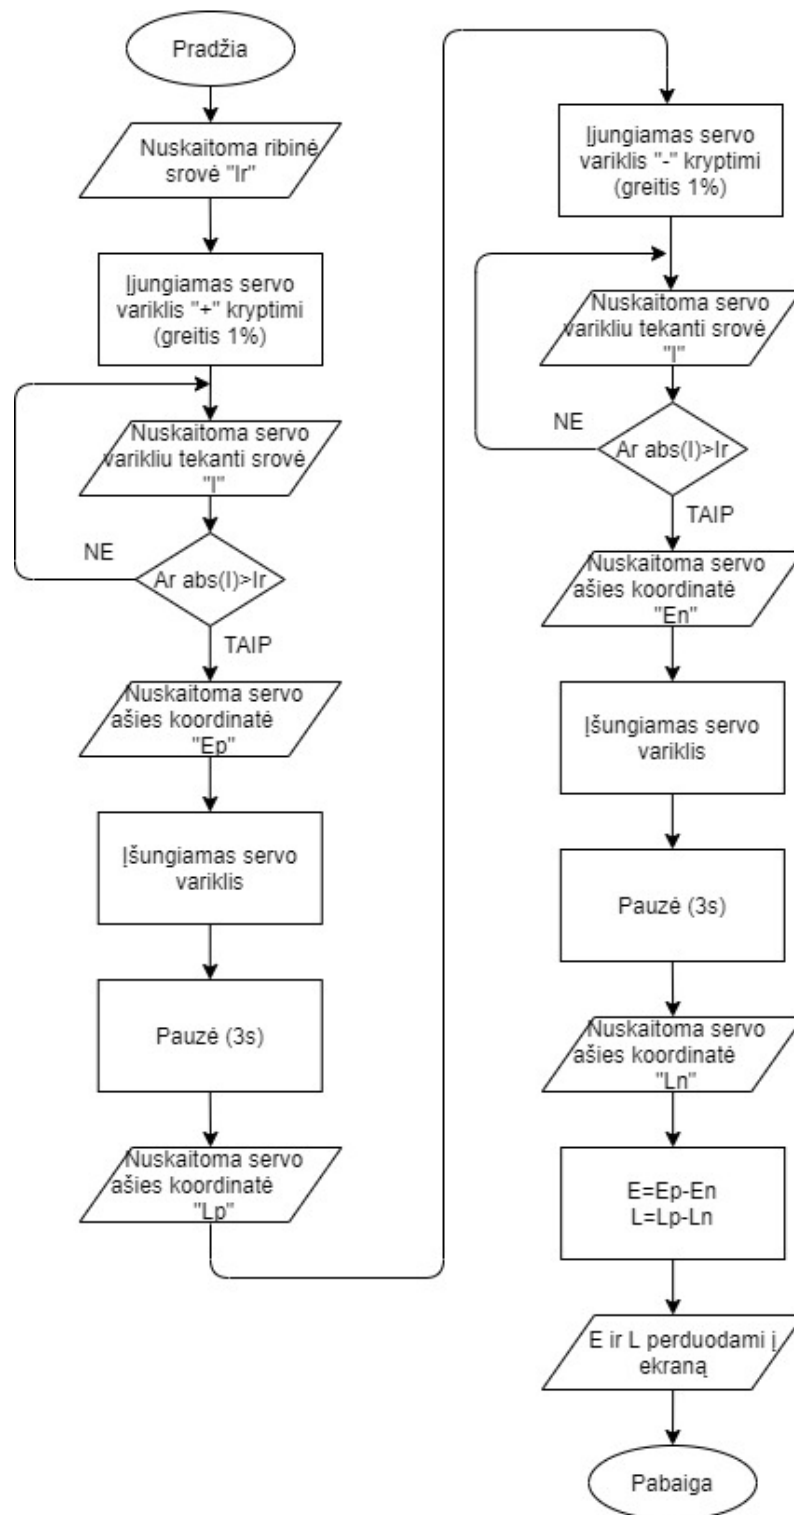 Pradžia
Nuskaitoma ribinė
srovė "Ir"
Įjungiamas servo
variklis "+" kryptimi
(greitis 1%)
Nuskaitoma servo
varikliu tekanti srovė
"I"
NE
Ar abs(I)>Ir
TAIP
Nuskaitoma servo
ašies koordinatė
"Ep"
Įšungiamas servo
variklis
Pauzė (3s)
Nuskaitoma servo
ašies koordinatė
"Lp"
Įjungiamas servo
variklis "-" kryptimi
(greitis 1%)
Nuskaitoma servo
varikliu tekanti srovė
"I"
NE
Ar abs(I)>Ir
TAIP
Nuskaitoma servo
ašies koordinatė
"En"
Įšungiamas servo
variklis
Pauzė (3s)
Nuskaitoma servo
ašies koordinatė
"Ln"
E=Ep-En
L=Lp-Ln
E ir L perduodami į
ekraną
Pabaiga